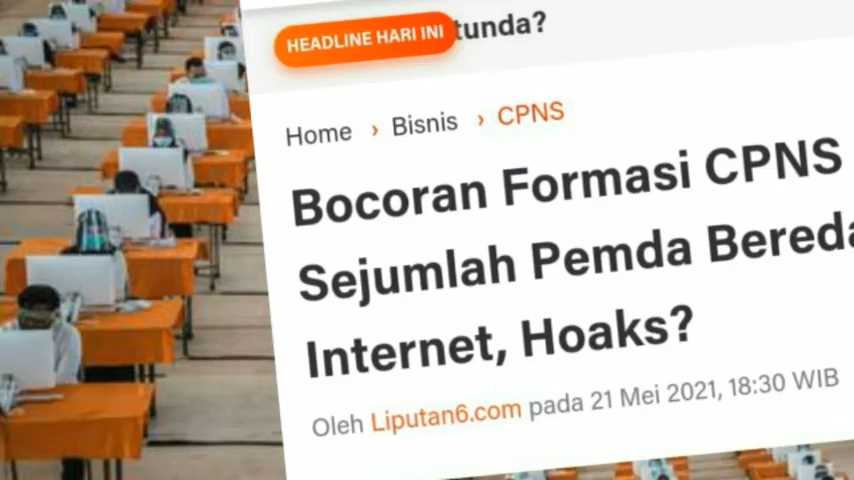 HEADLINE HARI INI tunda?
Home › Bisnis › CPNS
Bocoran Formasi CPNS
Sejumlah Pemda Bereda
Internet, Hoaks?
Oleh Liputan6.com pada 21 Mei 2021, 18:30 WIB